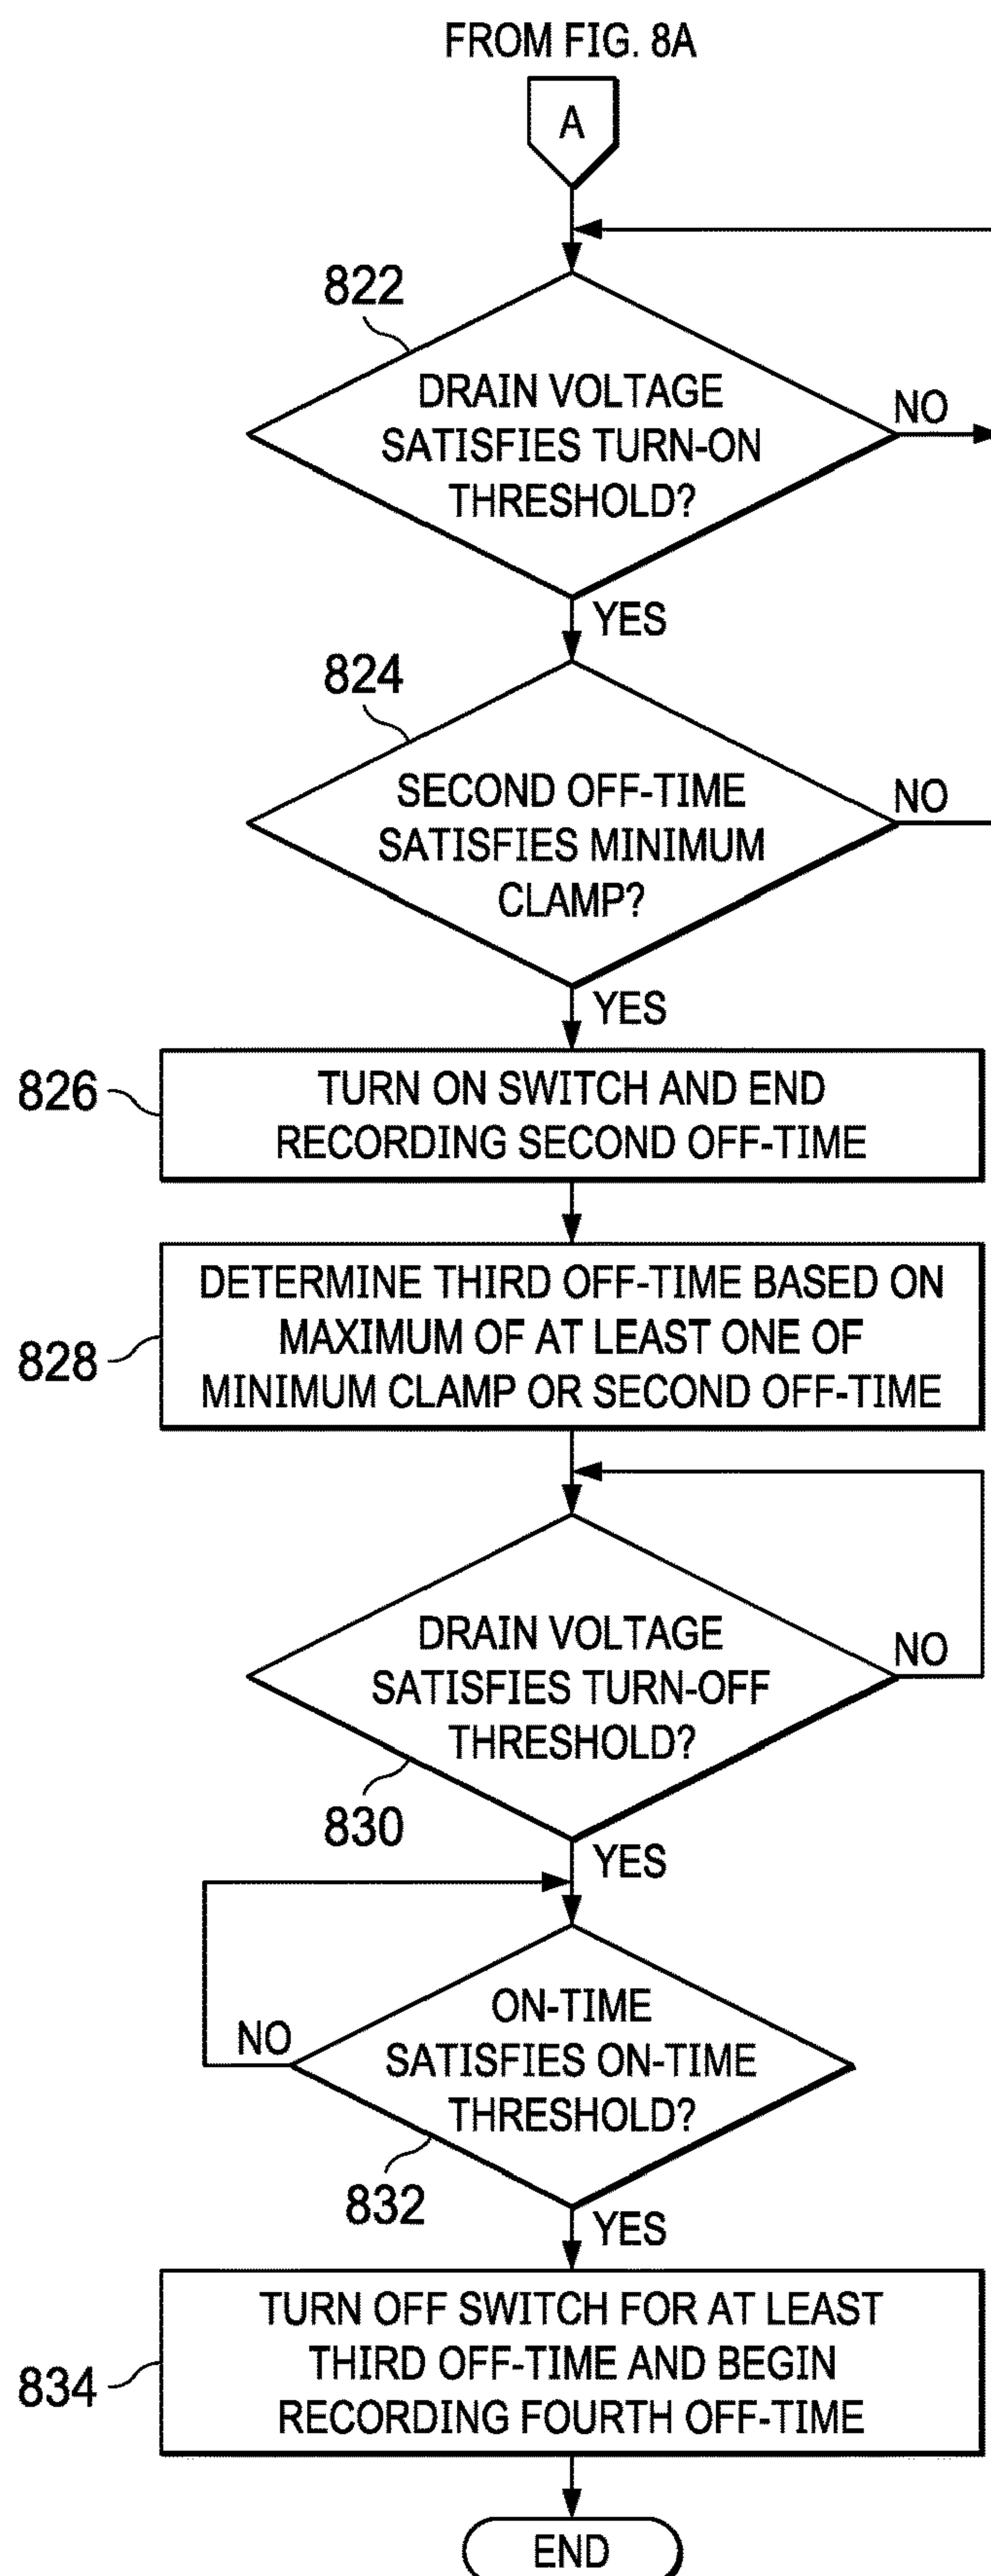 FROM FIG. 8A
A
822
DRAIN VOLTAGE
SATISFIES TURN-ON
THRESHOLD?
NO
YES
824
SECOND OFF-TIME
SATISFIES MINIMUM
CLAMP?
NO
YES
826
TURN ON SWITCH AND END
RECORDING SECOND OFF-TIME
828
DETERMINE THIRD OFF-TIME BASED ON
MAXIMUM OF AT LEAST ONE OF
MINIMUM CLAMP OR SECOND OFF-TIME
DRAIN VOLTAGE
SATISFIES TURN-OFF
THRESHOLD?
NO
830
YES
ON-TIME
SATISFIES ON-TIME
THRESHOLD?
NO
832
YES
834
TURN OFF SWITCH FOR AT LEAST
THIRD OFF-TIME AND BEGIN
RECORDING FOURTH OFF-TIME
END